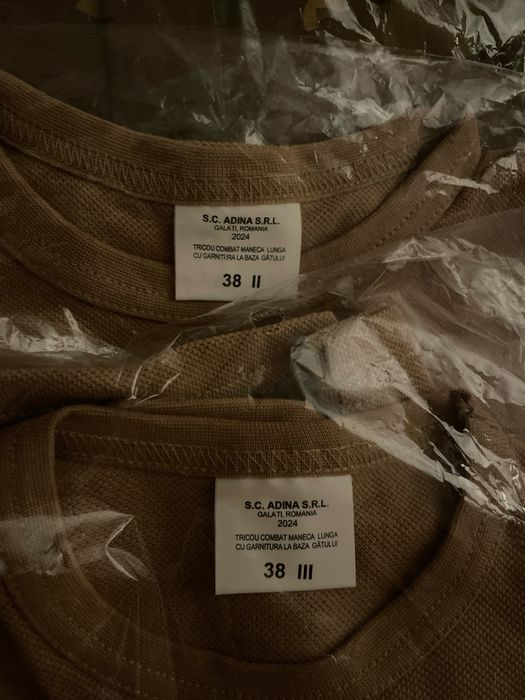 S.C. ADINA S.R.L.
GALATI, ROMANIA
2024
TRICOU COMBAT MANECA LUNGA
CU GARNITURA LA BAZA GÂTULUI
38 II
S.C. ADINA S.R.L.
GALATI, ROMANIA
2024
TRICOU COMBAT MANECA LUNGA
CU GARNITURA LA BAZA GÂTULUI
38 III